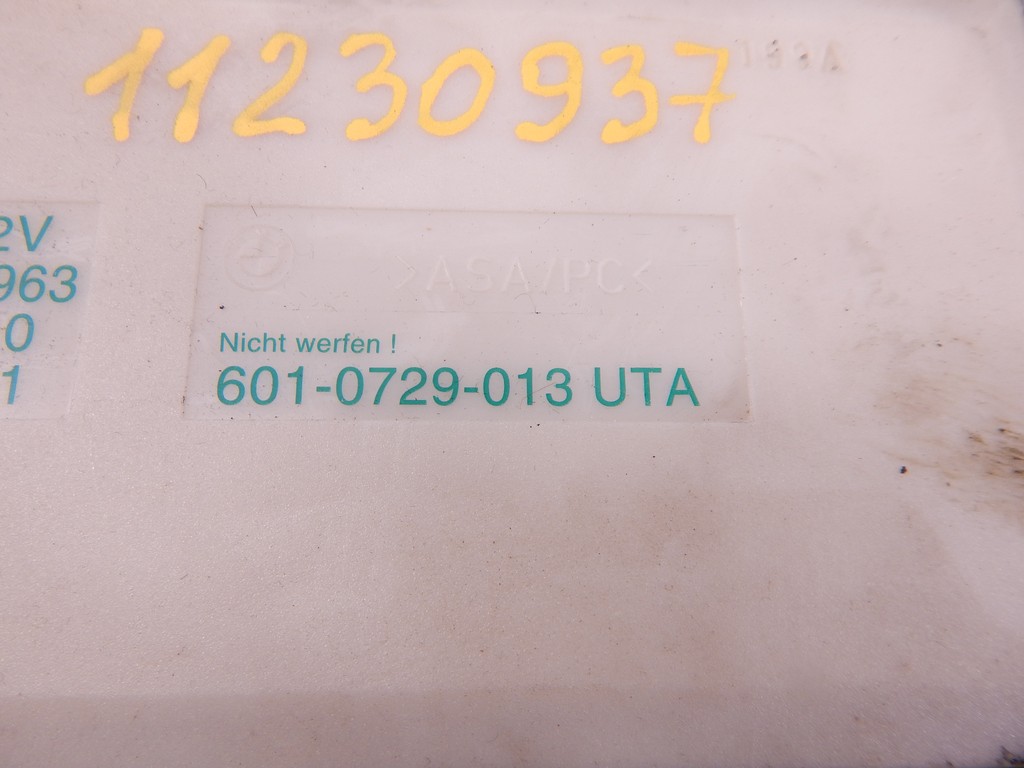 11230937
2V
963
0
1
>ASA/PC<
Nicht werfen !
601-0729-013 UTA